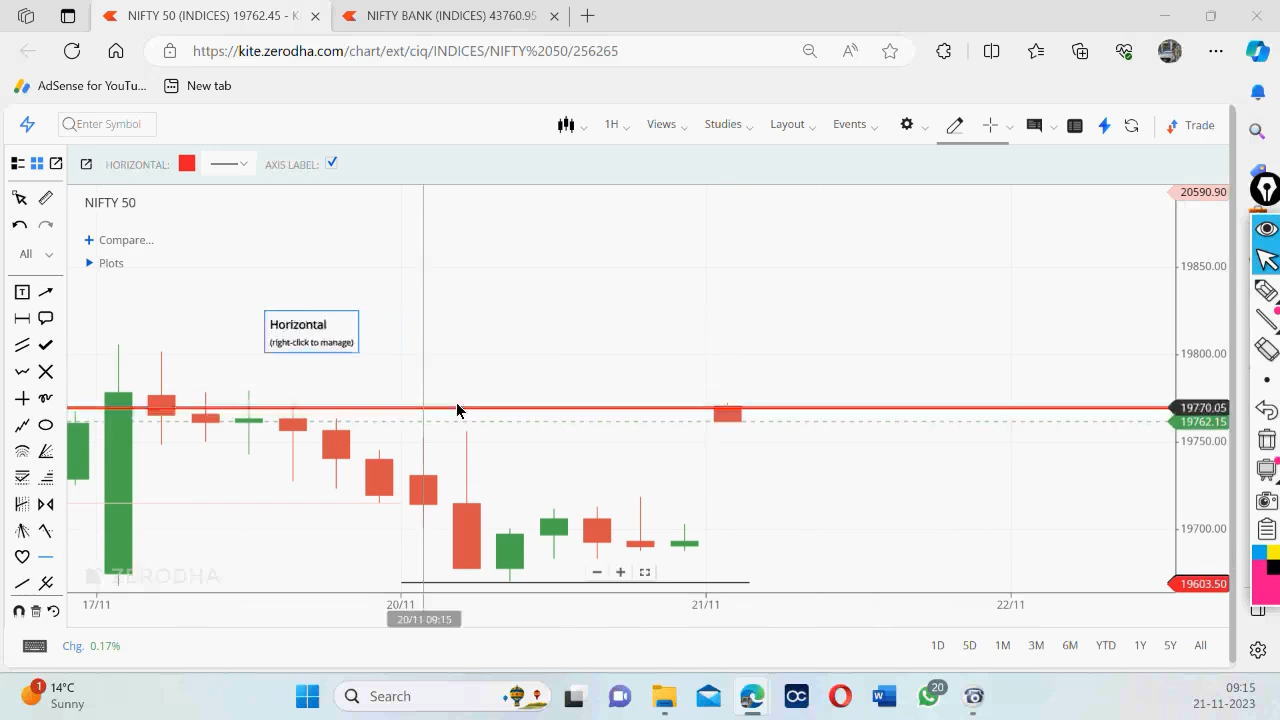 NIFTY 50 (INDICES) 19762.45 - K
NIFTY BANK (INDICES) 43760.95
https://kite.zerodha.com/chart/ext/ciq/INDICES/NIFTY%2050/256265
AdSense for YouTu...
New tab
Enter Symbol
1H
Views
Studies
Layout
Events
Trade
HORIZONTAL:
AXIS LABEL:
NIFTY 50
20590.90
Compare...
All
Plots
19850.00
Horizontal
(right-click to manage)
19800.00
19770.05
19762.15
19750.00
19700.00
ZERODHA
19603.50
17/11
20/11
21/11
22/11
20/11 09:15
Chg. 0.17%
1D
5D
1M
3M
6M
YTD
1Y
5Y
All
1
14°C
Sunny
Search
OC
20
09:15
21-11-2023